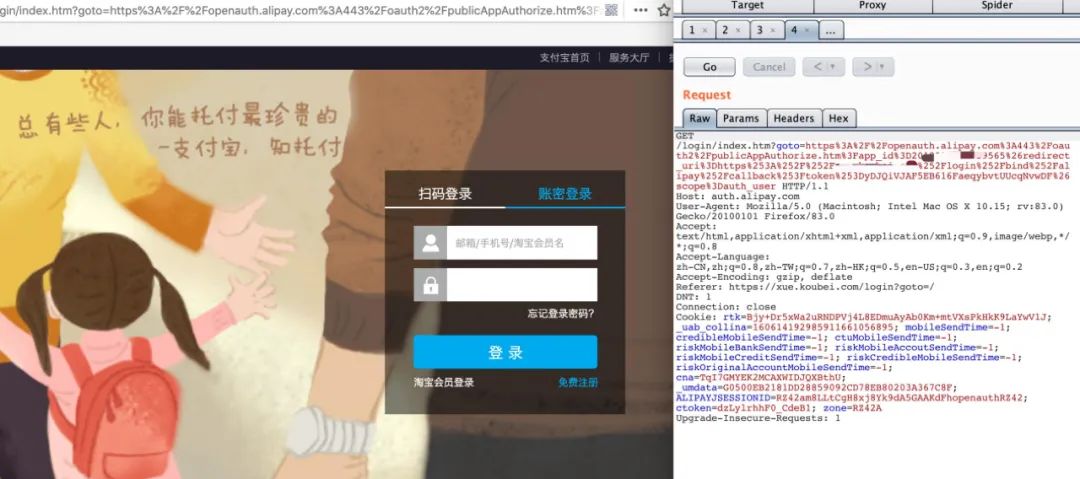 gin/index.htm?goto=https%3A%2F%2Fopenauth.alipay.com%3A443%2Foauth2%2FpublicAppAuthorize.htm%3F
支付宝首页 | 服务大厅 |
总有些人，你能托付最珍贵的
-支付宝，知托付
扫码登录 账密登录
邮箱/手机号/淘宝会员名
忘记登录密码?
登 录
淘宝会员登录 免费注册
Target Proxy Spider
1 × 2 × 3 × 4 × ...
Go Cancel < | ▾ > | ▾
Request
Raw Params Headers Hex
GET
/login/index.htm?goto=https%3A%2F%2Fopenauth.alipay.com%3A443%2Foa
uth2%2FpublicAppAuthorize.htm%3Fapp_id%3D201 9565%26redirect
_uri%3Dhttps%253A%252F%252F %252Flogin%252Fbind%252Fal
ipay%252Fcallback%253Ftoken%253DyDJQiVJAF5EB616FaeqybvtUUcqNvwDF%26
scope%3Dauth_user HTTP/1.1
Host: auth.alipay.com
User-Agent: Mozilla/5.0 (Macintosh; Intel Mac OS X 10.15; rv:83.0)
Gecko/20100101 Firefox/83.0
Accept:
text/html,application/xhtml+xml,application/xml;q=0.9,image/webp,*/
*;q=0.8
Accept-Language:
zh-CN,zh;q=0.8,zh-TW;q=0.7,zh-HK;q=0.5,en-US;q=0.3,en;q=0.2
Accept-Encoding: gzip, deflate
Referer: https://xue.koubei.com/login?goto=/
DNT: 1
Connection: close
Cookie: rtk=Bjy+Dr5xWa2uRNDPVj4L8EDmuAyAb0Km+mtVXsPkHkK9LaYwV1J;
_uab_collina=160614192985911661056895; mobileSendTime=-1;
credibleMobileSendTime=-1; ctuMobileSendTime=-1;
riskMobileBankSendTime=-1; riskMobileAccoutSendTime=-1;
riskMobileCreditSendTime=-1; riskCredibleMobileSendTime=-1;
riskOriginalAccountMobileSendTime=-1;
cna=TqI7GMYEK2MCAXWIDJQXBthU;
_umdata=G0500EB2181DD28859092CD78EB80203A367C8F;
ALIPAYJSESSIONID=RZ42am8LLtCgH8xj8Yk9dA5GAAKdFhopenauthRZ42;
ctoken=dzLylrhhF0_CdeB1; zone=RZ42A
Upgrade-Insecure-Requests: 1